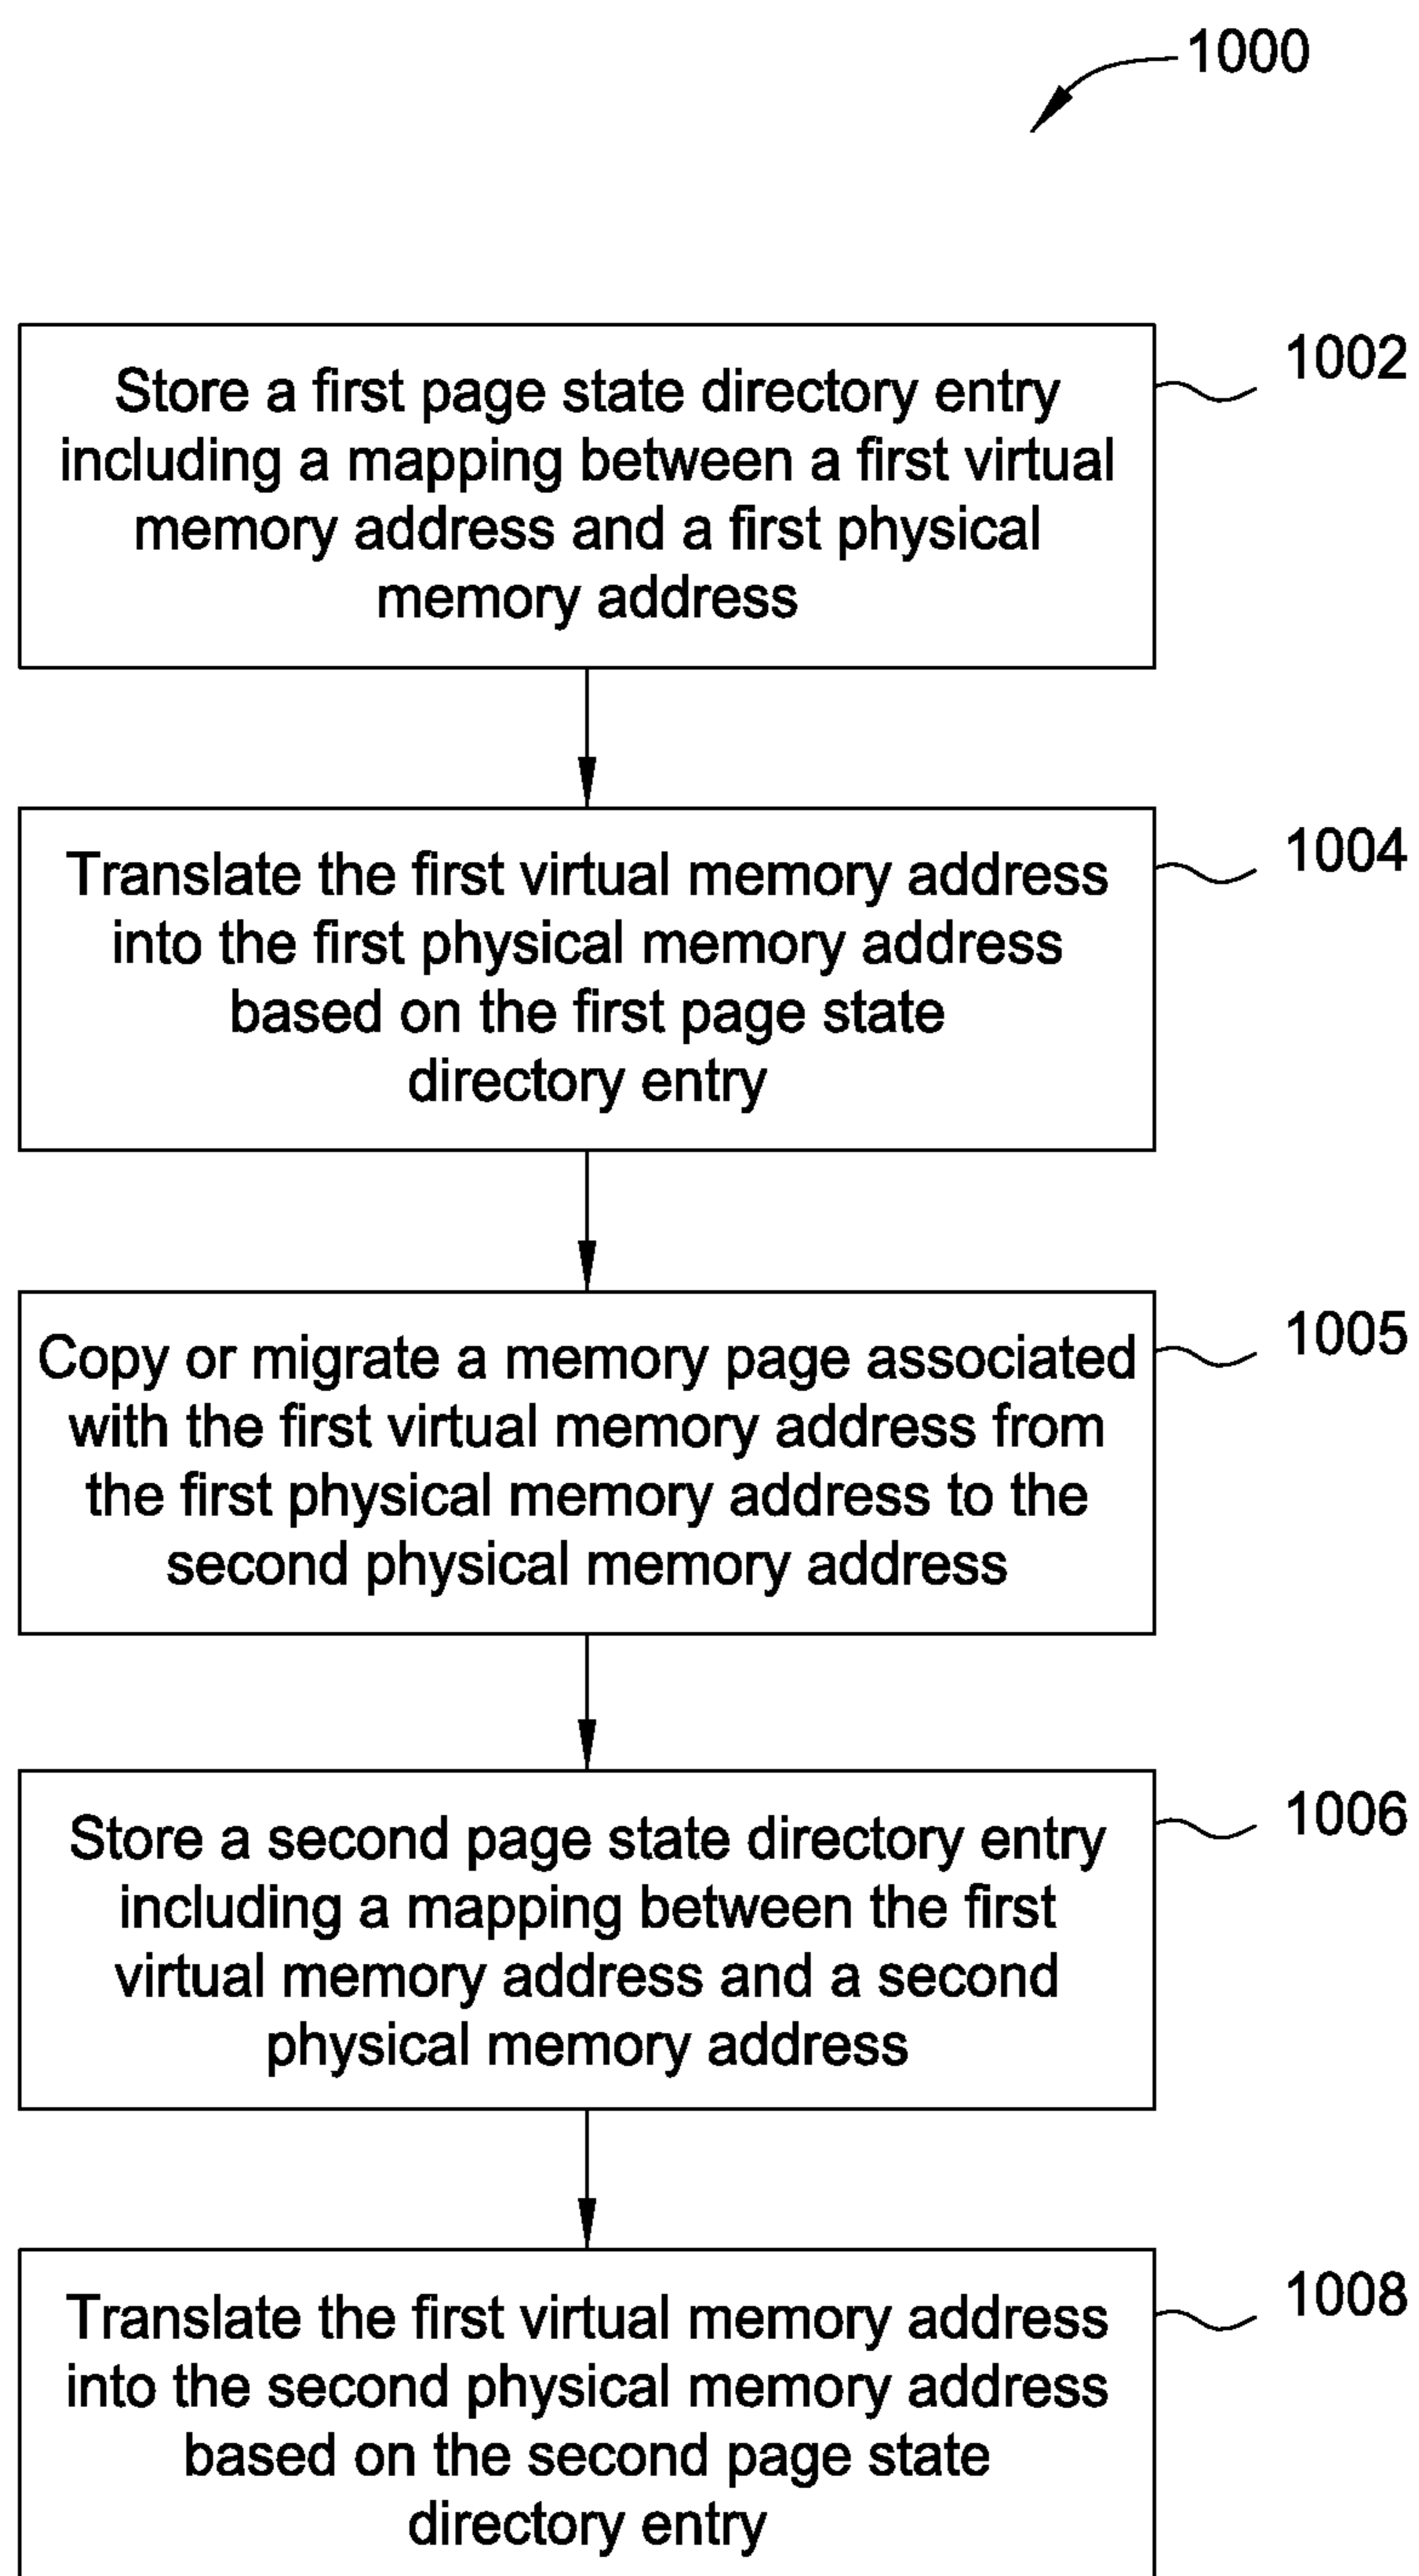 1000
Store a first page state directory entry
including a mapping between a first virtual
memory address and a first physical
memory address
1002
Translate the first virtual memory address
into the first physical memory address
based on the first page state
directory entry
1004
Copy or migrate a memory page associated
with the first virtual memory address from
the first physical memory address to the
second physical memory address
1005
Store a second page state directory entry
including a mapping between the first
virtual memory address and a second
physical memory address
1006
Translate the first virtual memory address
into the second physical memory address
based on the second page state
directory entry
1008